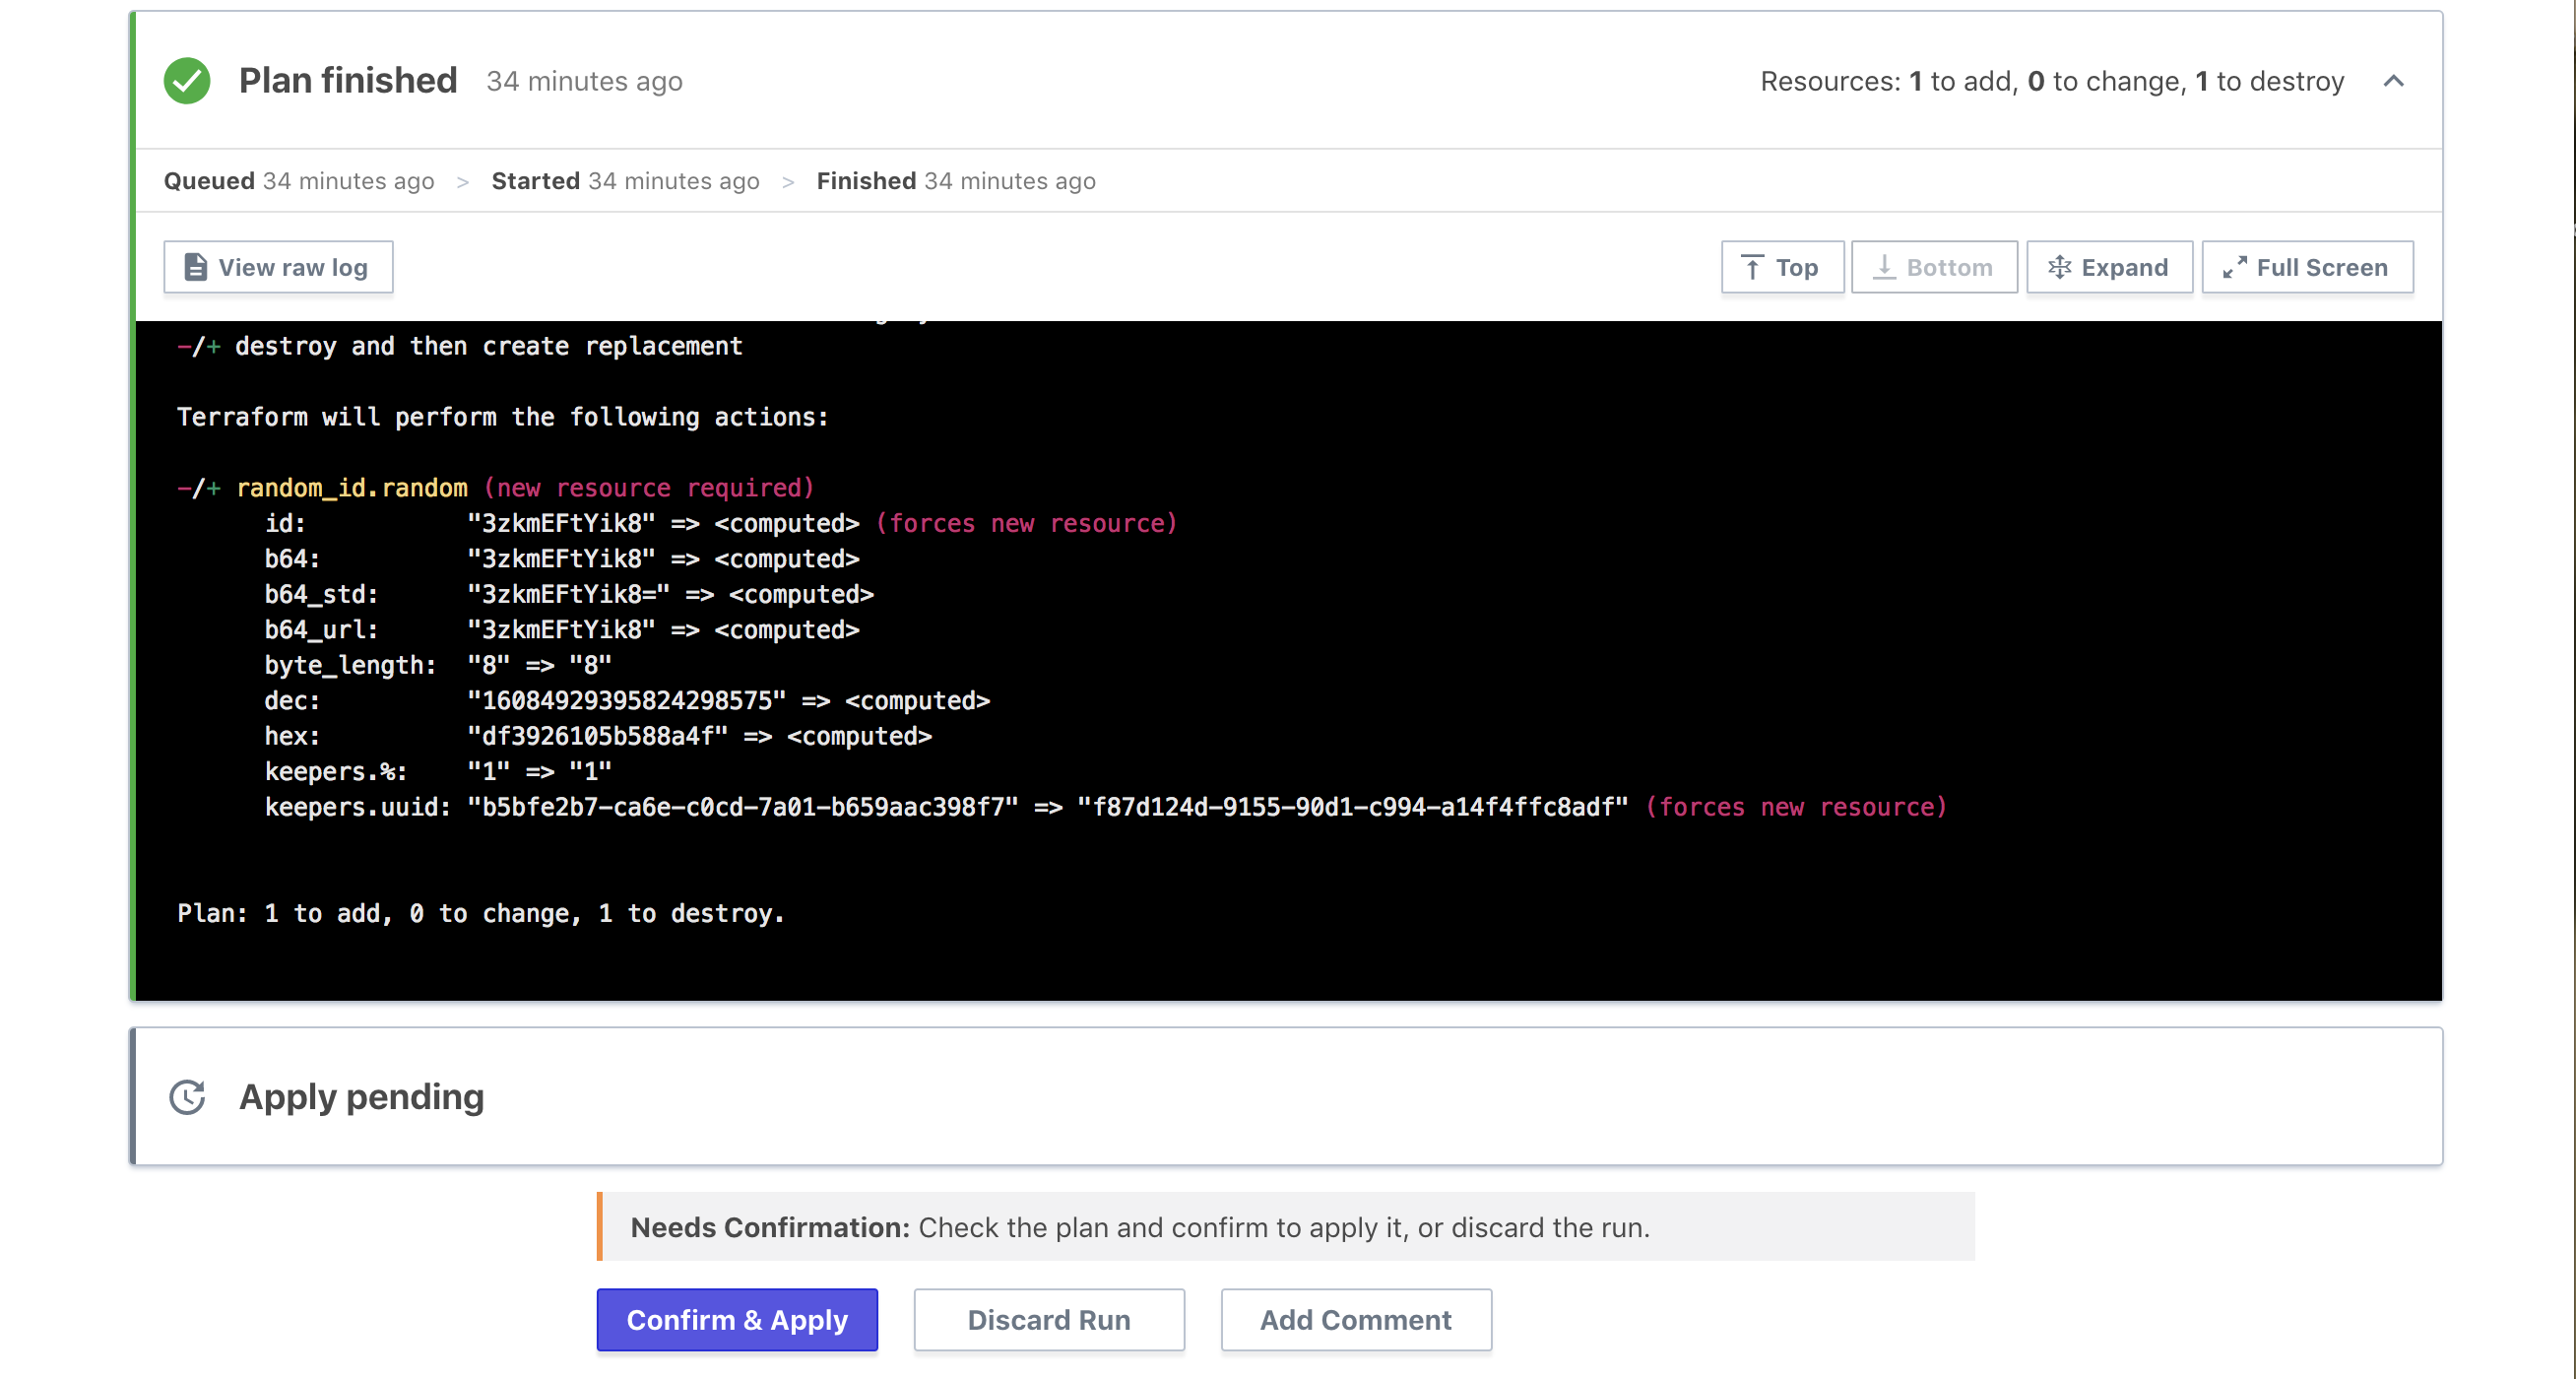 Plan finished 34 minutes ago Resources: 1 to add, 0 to change, 1 to destroy
Queued 34 minutes ago > Started 34 minutes ago > Finished 34 minutes ago
View raw log Top Bottom Expand Full Screen
-/+ destroy and then create replacement
Terraform will perform the following actions:
-/+ random_id.random (new resource required)
id: "3zkmEFtYik8" => <computed> (forces new resource)
b64: "3zkmEFtYik8" => <computed>
b64_std: "3zkmEFtYik8=" => <computed>
b64_url: "3zkmEFtYik8" => <computed>
byte_length: "8" => "8"
dec: "16084929395824298575" => <computed>
hex: "df3926105b588a4f" => <computed>
keepers.%: "1" => "1"
keepers.uuid: "b5bfe2b7-ca6e-c0cd-7a01-b659aac398f7" => "f87d124d-9155-90d1-c994-a14f4ffc8adf" (forces new resource)
Plan: 1 to add, 0 to change, 1 to destroy.
Apply pending
Needs Confirmation: Check the plan and confirm to apply it, or discard the run.
Confirm & Apply Discard Run Add Comment